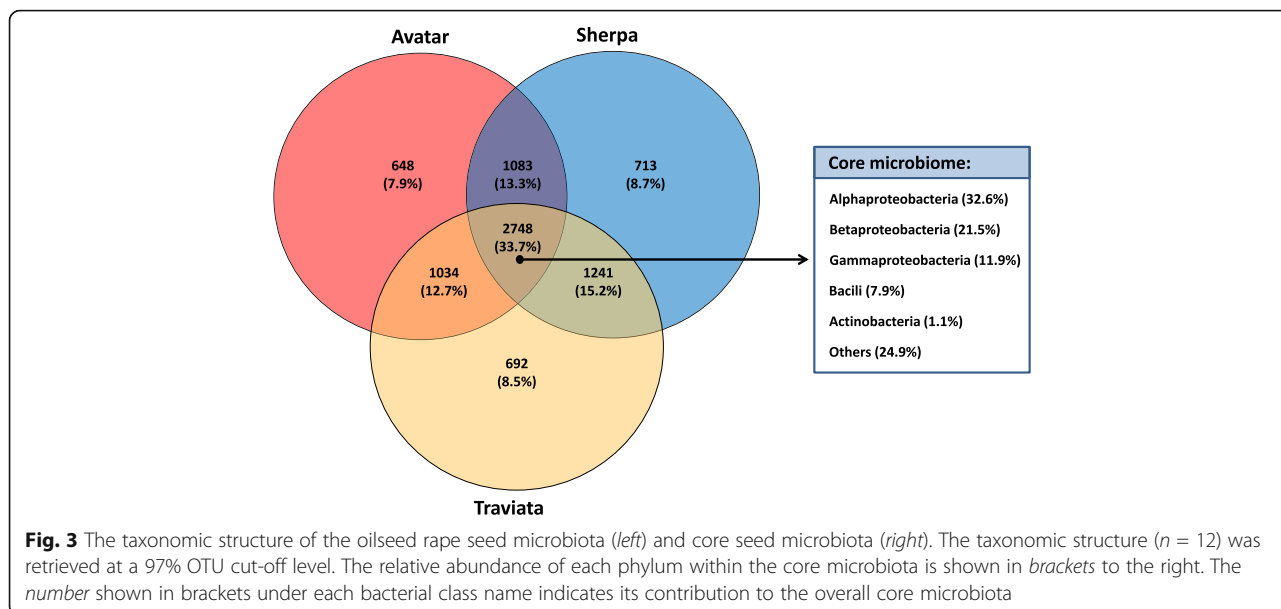 Avatar
Sherpa
648
(7.9%)
1083
(13.3%)
713
(8.7%)
2748
(33.7%)
1034
(12.7%)
1241
(15.2%)
692
(8.5%)
Traviata
Core microbiome:
Alphaproteobacteria (32.6%)
Betaproteobacteria (21.5%)
Gammaproteobacteria (11.9%)
Bacili (7.9%)
Actinobacteria (1.1%)
Others (24.9%)
Fig. 3 The taxonomic structure of the oilseed rape seed microbiota (left) and core seed microbiota (right). The taxonomic structure (n = 12) was
retrieved at a 97% OTU cut-off level. The relative abundance of each phylum within the core microbiota is shown in brackets to the right. The
number shown in brackets under each bacterial class name indicates its contribution to the overall core microbiota